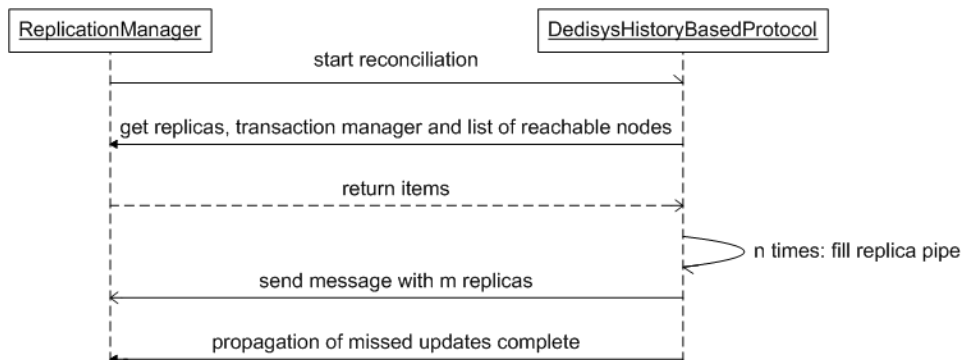 ReplicationManager
DedisysHistoryBasedProtocol
start reconciliation
get replicas, transaction manager and list of reachable nodes
return items
n times: fill replica pipe
send message with m replicas
propagation of missed updates complete